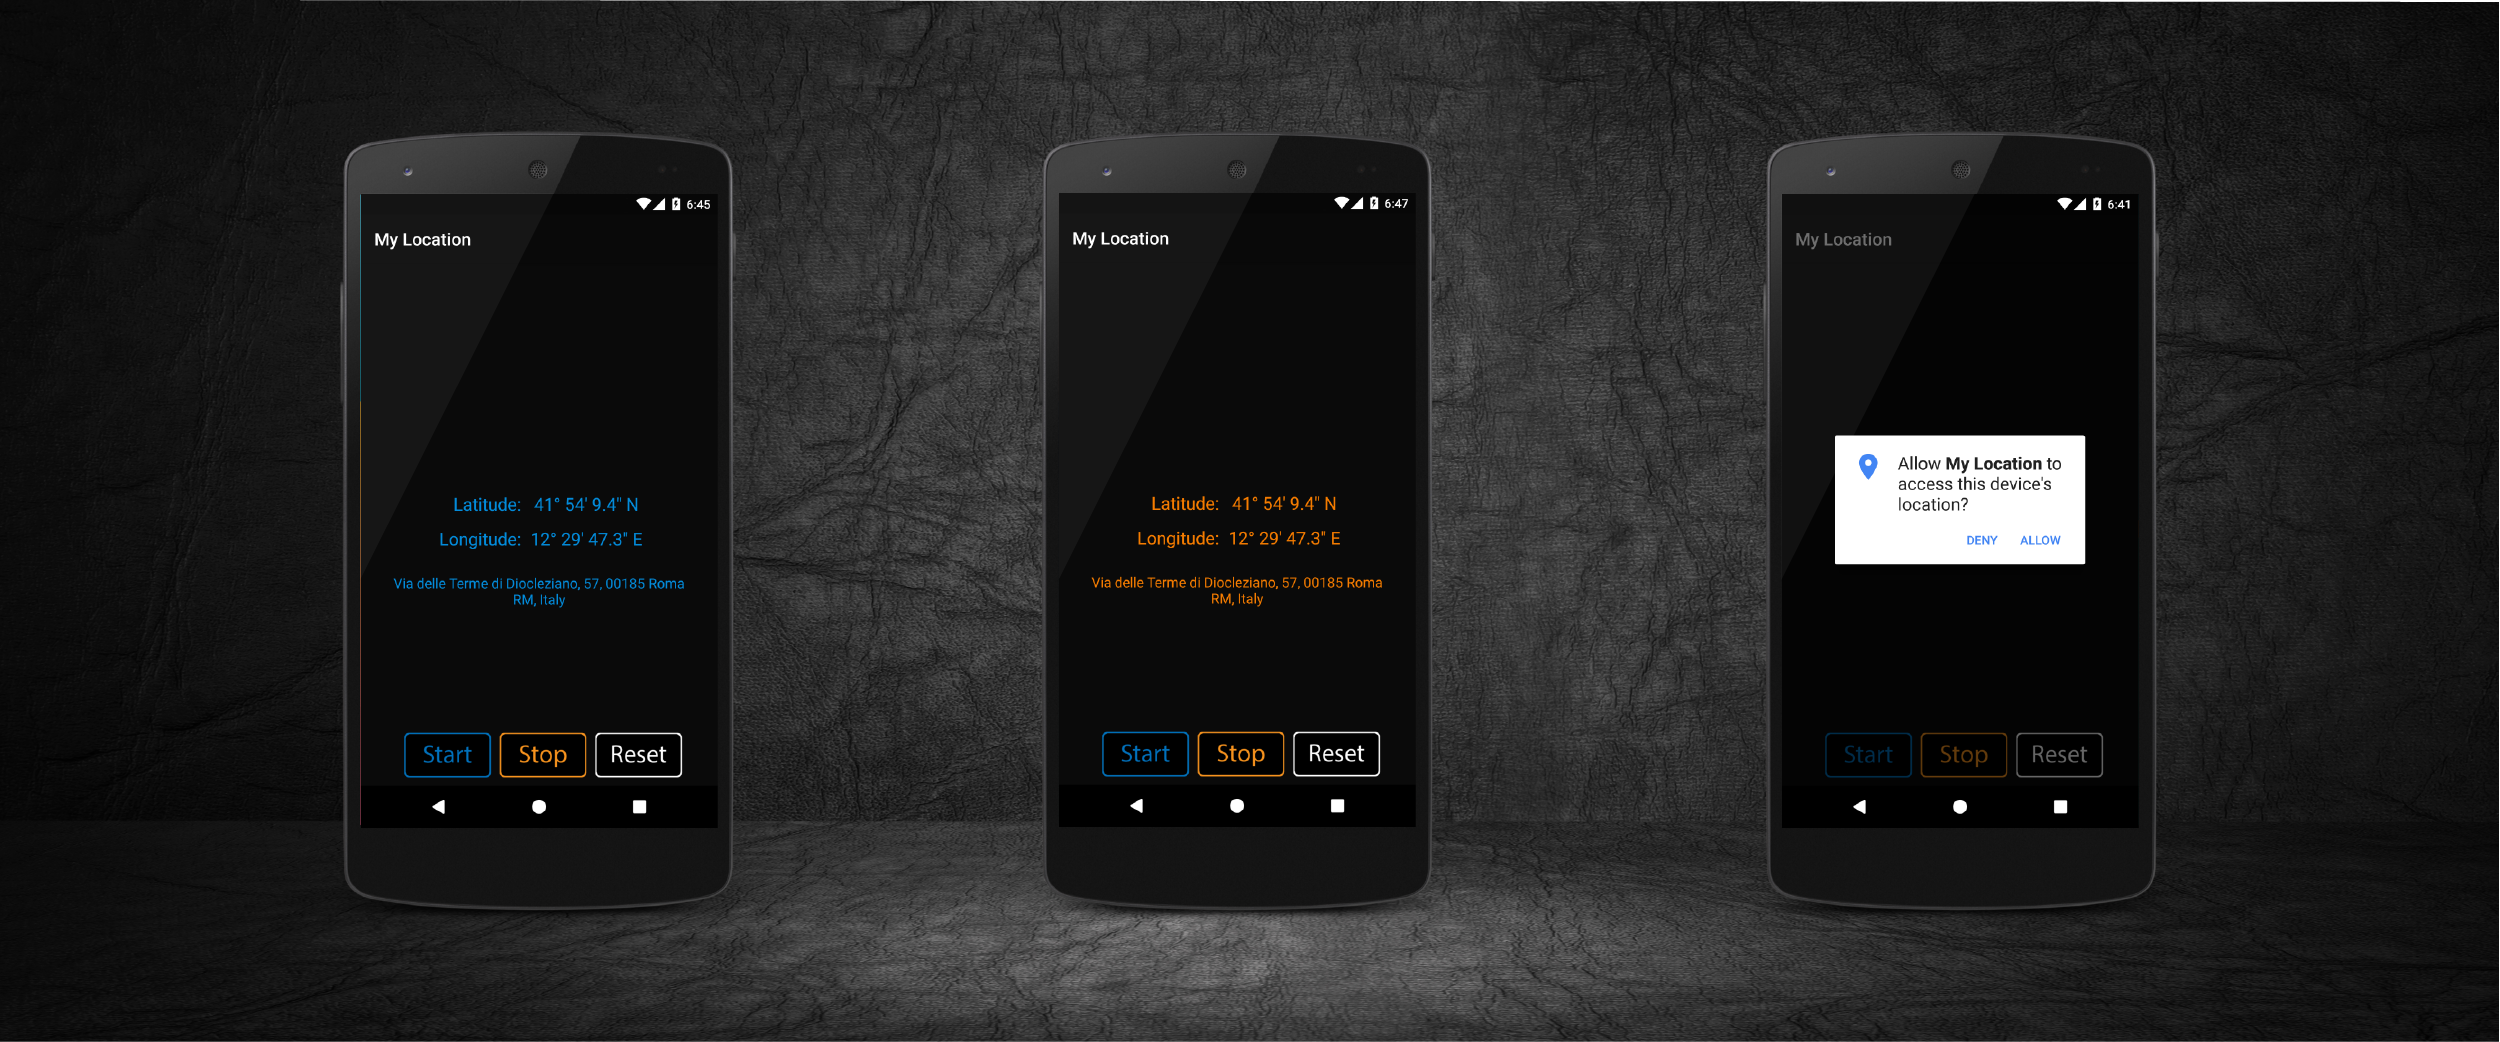 6:45
My Location
Latitude: 41° 54' 9.4" N
Longitude: 12° 29' 47.3" E
Via delle Terme di Diocleziano, 57, 00185 Roma
RM, Italy
Start Stop Reset
6:47
My Location
Latitude: 41° 54' 9.4" N
Longitude: 12° 29' 47.3" E
Via delle Terme di Diocleziano, 57, 00185 Roma
RM, Italy
Start Stop Reset
6:41
My Location
Allow My Location to
access this device's
location?
DENY ALLOW
Start Stop Reset